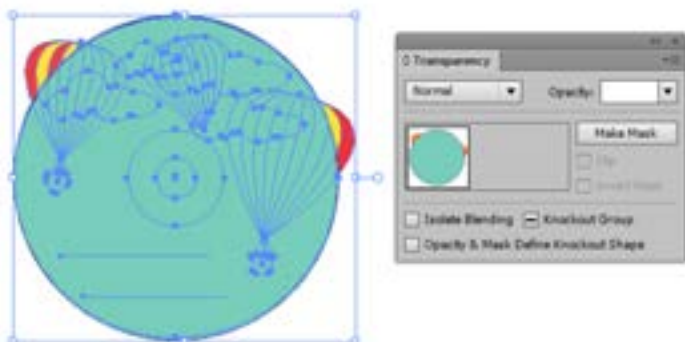 Transparency
Normal Opacity:
Make Mask
Clip
Invert Mask
Isolate Blending Knockout Group
Opacity & Mask Define Knockout Shape